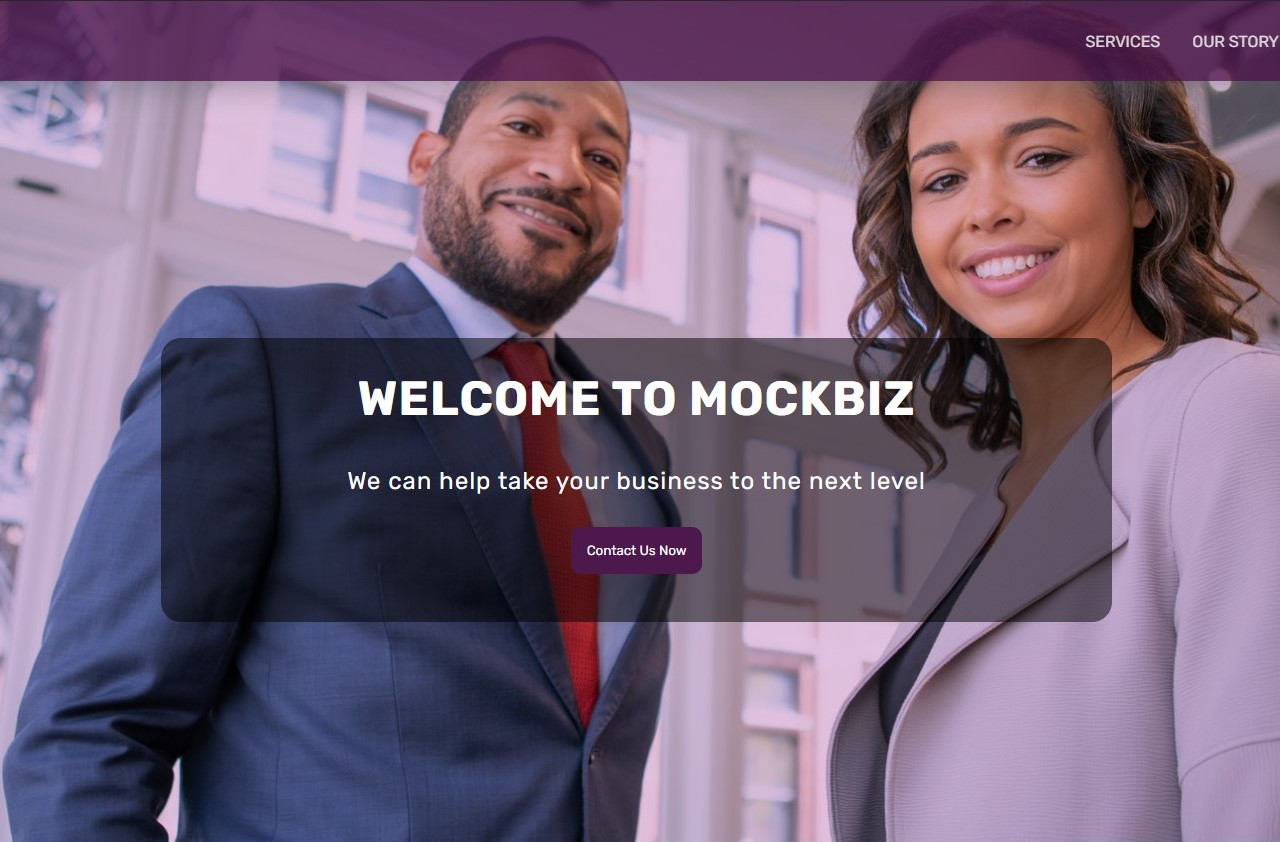 SERVICES OUR STORY
WELCOME TO MOCKBIZ
We can help take your business to the next level
Contact Us Now